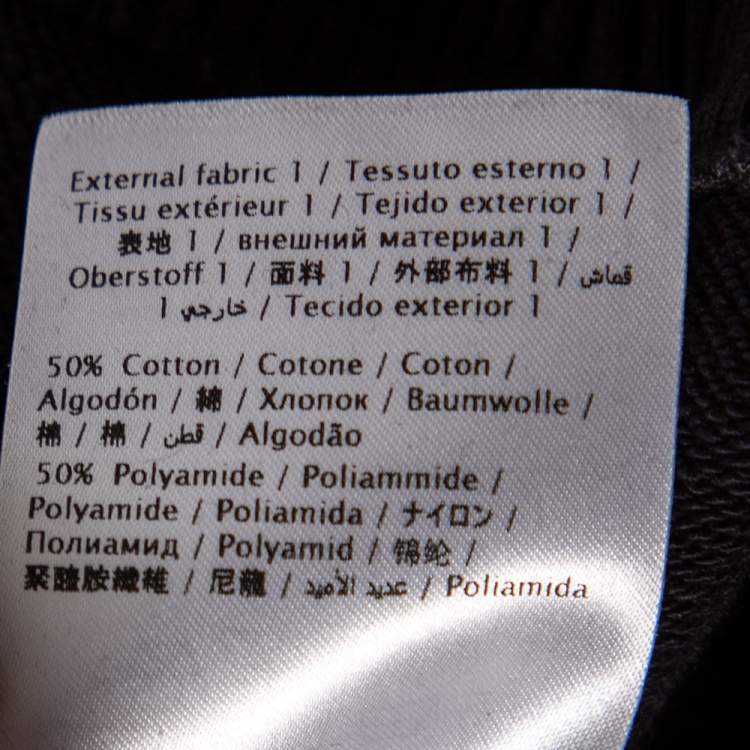 External fabric 1 / Tessuto esterno 1 /
Tissu extérieur 1 / Tejido exterior 1 /
表地 1 / внешний материал 1 /
Oberstoff 1 / 面料 1 / 外部布料 1 / قماش
خارجي 1 / Tecido exterior 1
50% Cotton / Cotone / Coton /
Algodón / 綿 / Хлопок / Baumwolle /
棉 / 棉 / قطن / Algodão
50% Polyamide / Poliammide /
Polyamide / Poliamida / ナイロン /
Полиамид / Polyamid / 锦纶 /
聚醯胺纖維 / 尼龍 / عديد الأميد / Poliamida